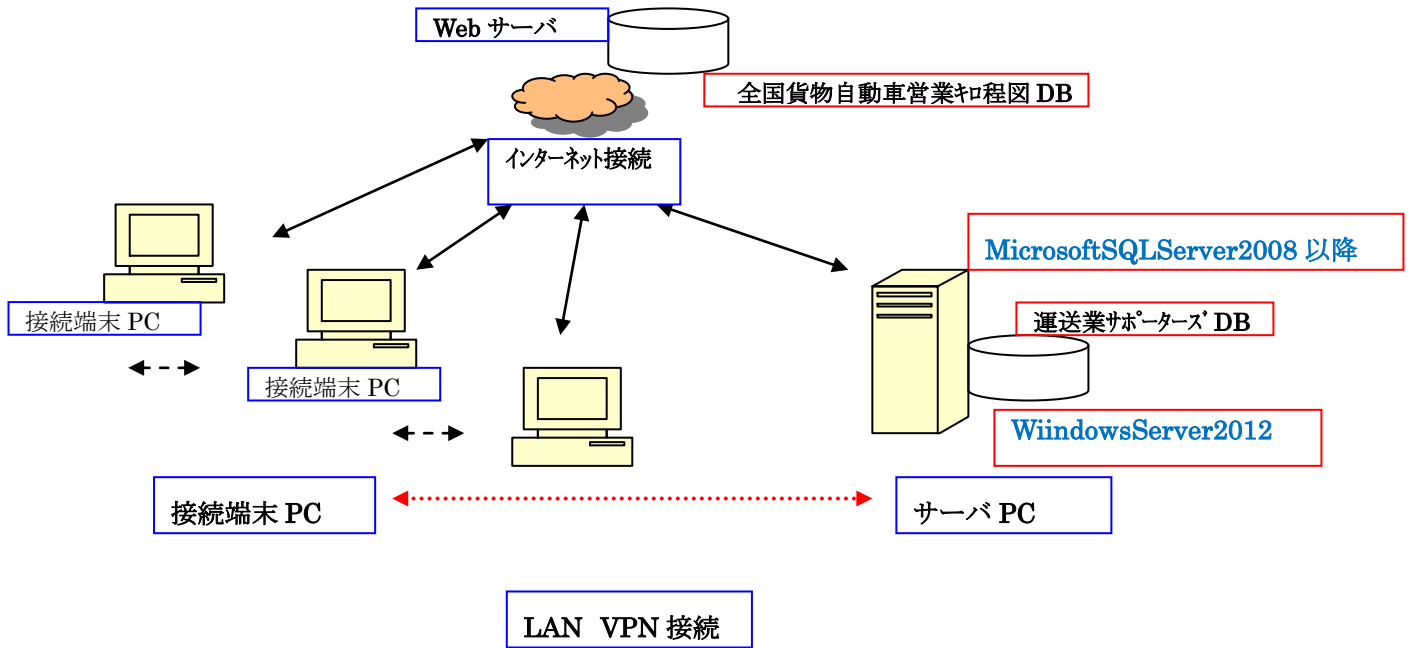 Web サーバ
全国貨物自動車営業ｷﾛ程図 DB
ｲﾝﾀｰﾈｯﾄ接続
MicrosoftSQLServer2008 以降
接続端末 PC
運送業ｻﾎﾟｰﾀｰｽﾞ DB
接続端末 PC
WiindowsServer2012
接続端末 PC
サーバ PC
LAN VPN 接続